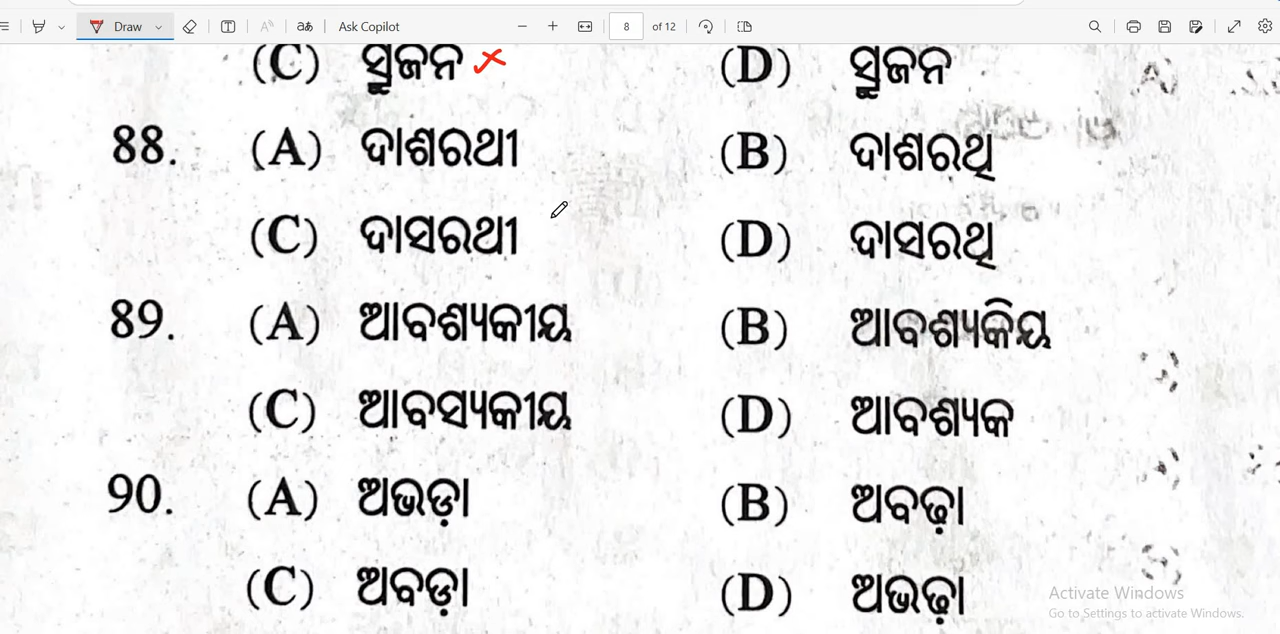 Draw Ask Copilot 8 of 12
(C) ସ୍ରୁଜନ (D) ସ୍ରୁଜନ
88. (A) ଦାଶରଥୀ (B) ଦାଶରଥି
(C) ଦାସରଥୀ (D) ଦାସରଥି
89. (A) ଆବଶ୍ୟକୀୟ (B) ଆବଶ୍ୟକିୟ
(C) ଆବସ୍ୟକୀୟ (D) ଆବଶ୍ୟକ
90. (A) ଅଭଡ଼ା (B) ଅବଢ଼ା
(C) ଅବଡ଼ା (D) ଅଭଢ଼ା
Activate Windows
Go to Settings to activate Windows.